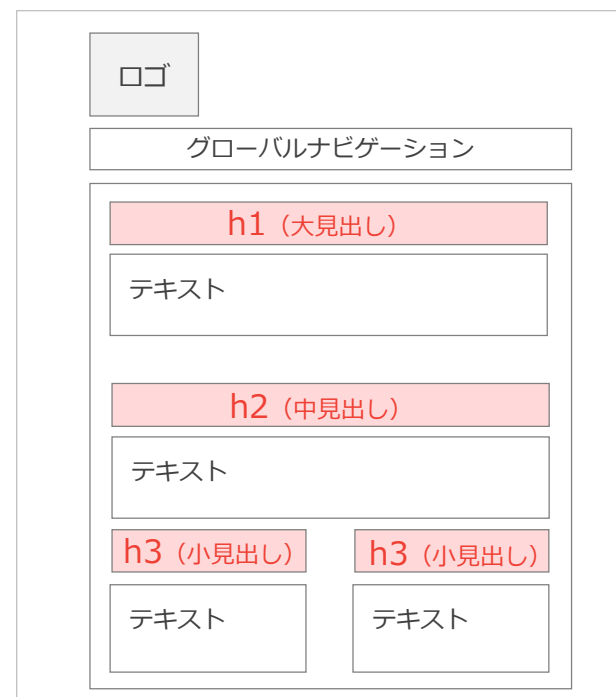 ロゴ
グローバルナビゲーション
h1（大見出し）
テキスト
h2（中見出し）
テキスト
h3（小見出し）
h3（小見出し）
テキスト
テキスト